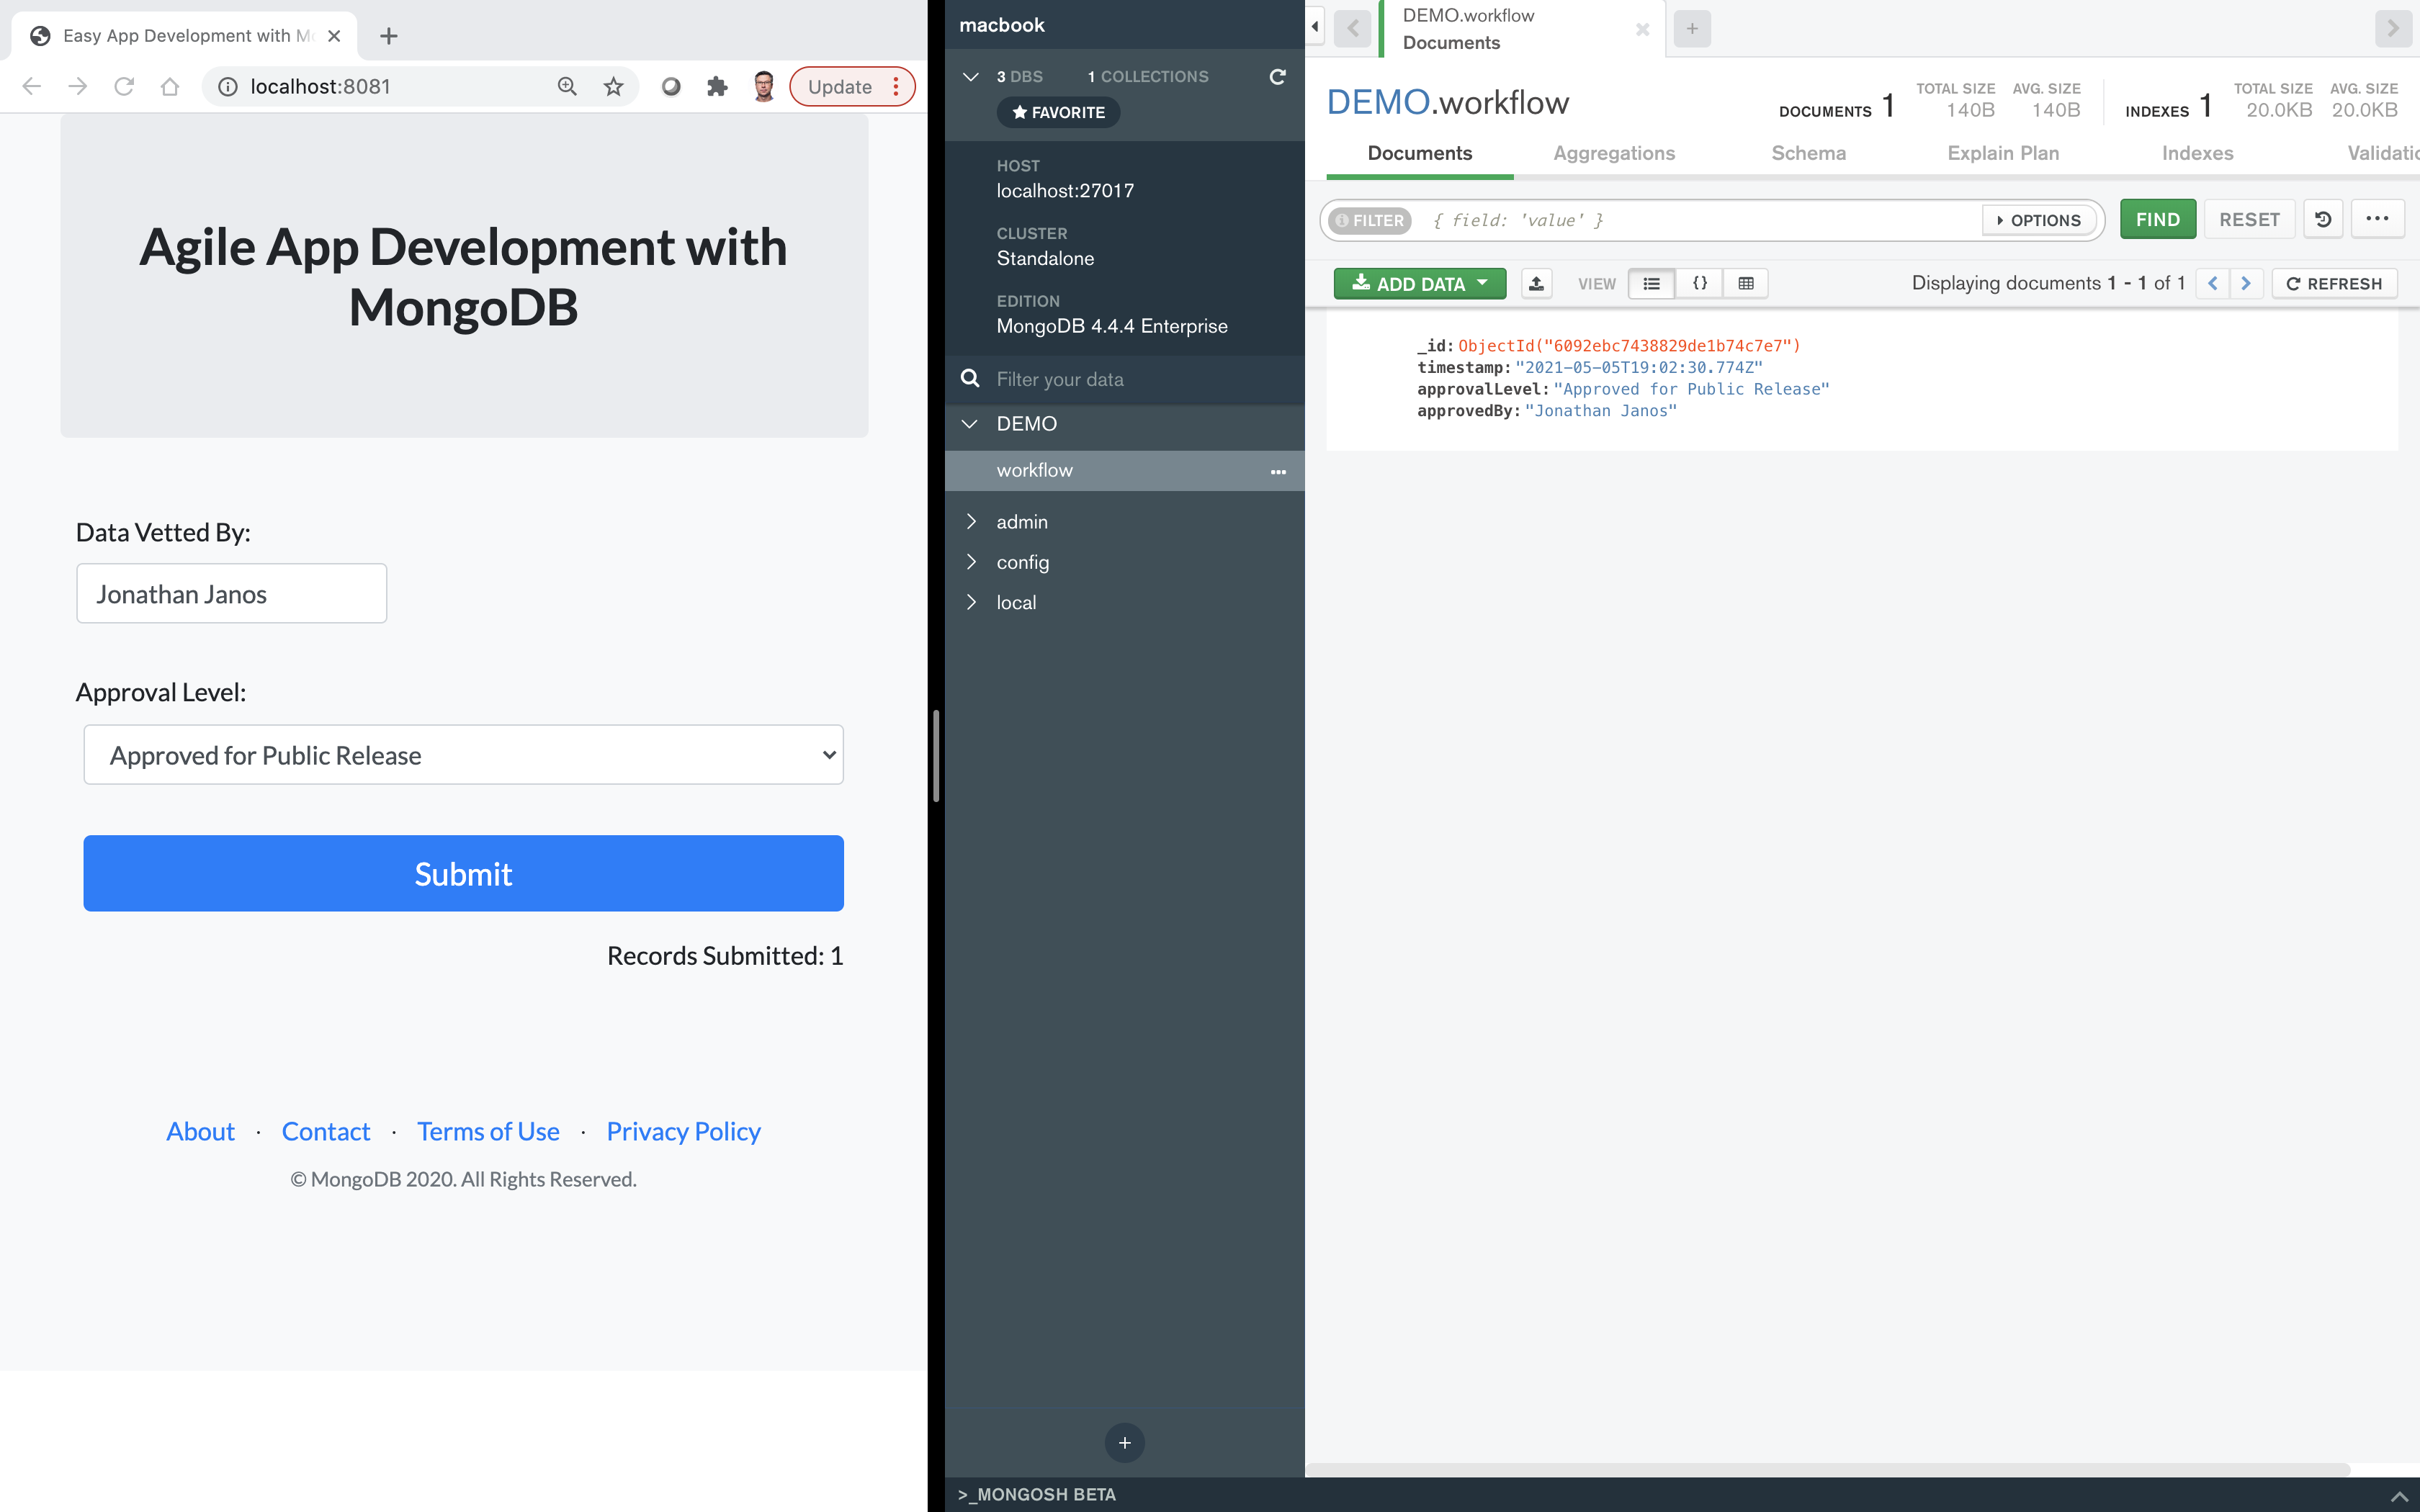 Easy App Development with Mo
localhost:8081
Update
Agile App Development with
MongoDB
Data Vetted By:
Jonathan Janos
Approval Level:
Approved for Public Release
Submit
Records Submitted: 1
About · Contact · Terms of Use · Privacy Policy
© MongoDB 2020. All Rights Reserved.
macbook
3 DBS 1 COLLECTIONS
FAVORITE
HOST
localhost:27017
CLUSTER
Standalone
EDITION
MongoDB 4.4.4 Enterprise
Filter your data
DEMO
workflow
admin
config
local
>_MONGOSH BETA
DEMO.workflow
Documents
DEMO.workflow
DOCUMENTS 1 TOTAL SIZE 140B AVG. SIZE 140B INDEXES 1 TOTAL SIZE 20.0KB AVG. SIZE 20.0KB
Documents Aggregations Schema Explain Plan Indexes Validatio
FILTER { field: 'value' } OPTIONS FIND RESET
ADD DATA VIEW {} Displaying documents 1 - 1 of 1 REFRESH
_id: ObjectId("6092ebc7438829de1b74c7e7")
timestamp: "2021-05-05T19:02:30.774Z"
approvalLevel: "Approved for Public Release"
approvedBy: "Jonathan Janos"